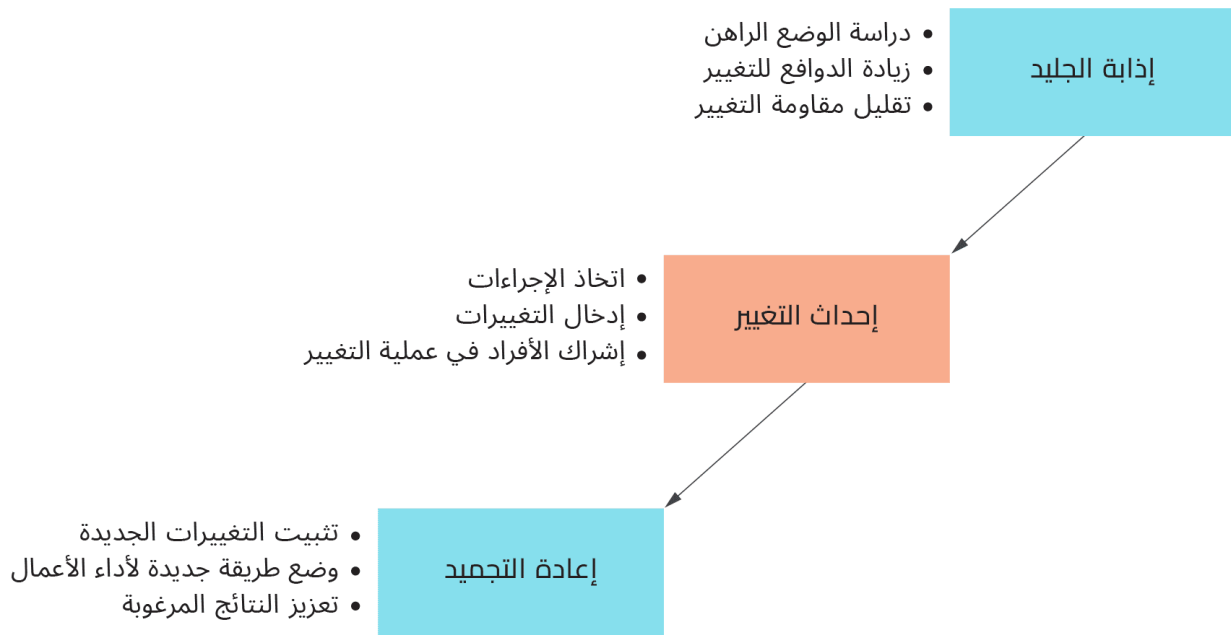 إذابة الجليد
دراسة الوضع الراهن
زيادة الدوافع للتغيير
تقليل مقاومة التغيير
إحداث التغيير
اتخاذ الإجراءات
إدخال التغييرات
إشراك الأفراد في عملية التغيير
إعادة التجميد
تثبيت التغييرات الجديدة
وضع طريقة جديدة لأداء الأعمال
تعزيز النتائج المرغوبة